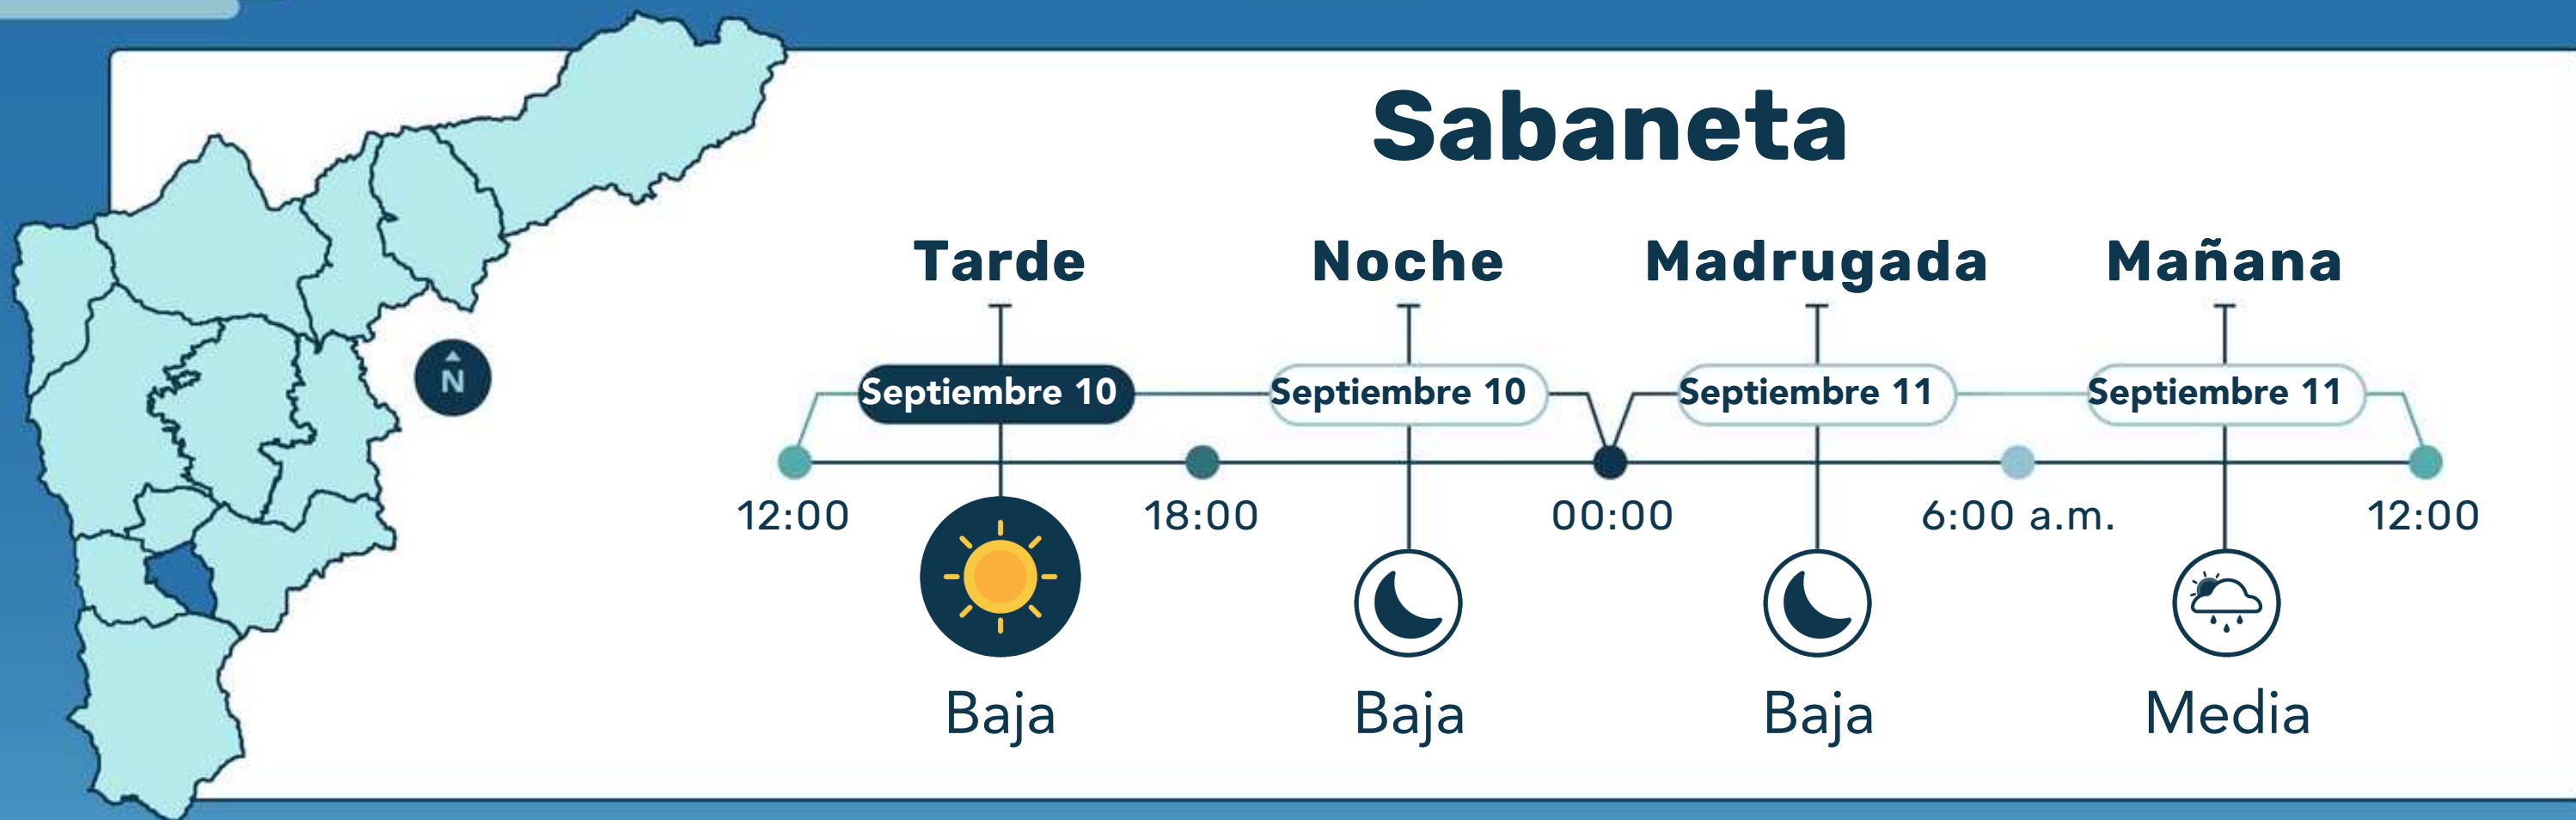 Sabaneta
Tarde Noche Madrugada Mañana
Septiembre 10 Septiembre 10 Septiembre 11 Septiembre 11
N
12:00 18:00 00:00 6:00 a.m. 12:00
Baja Baja Baja Media